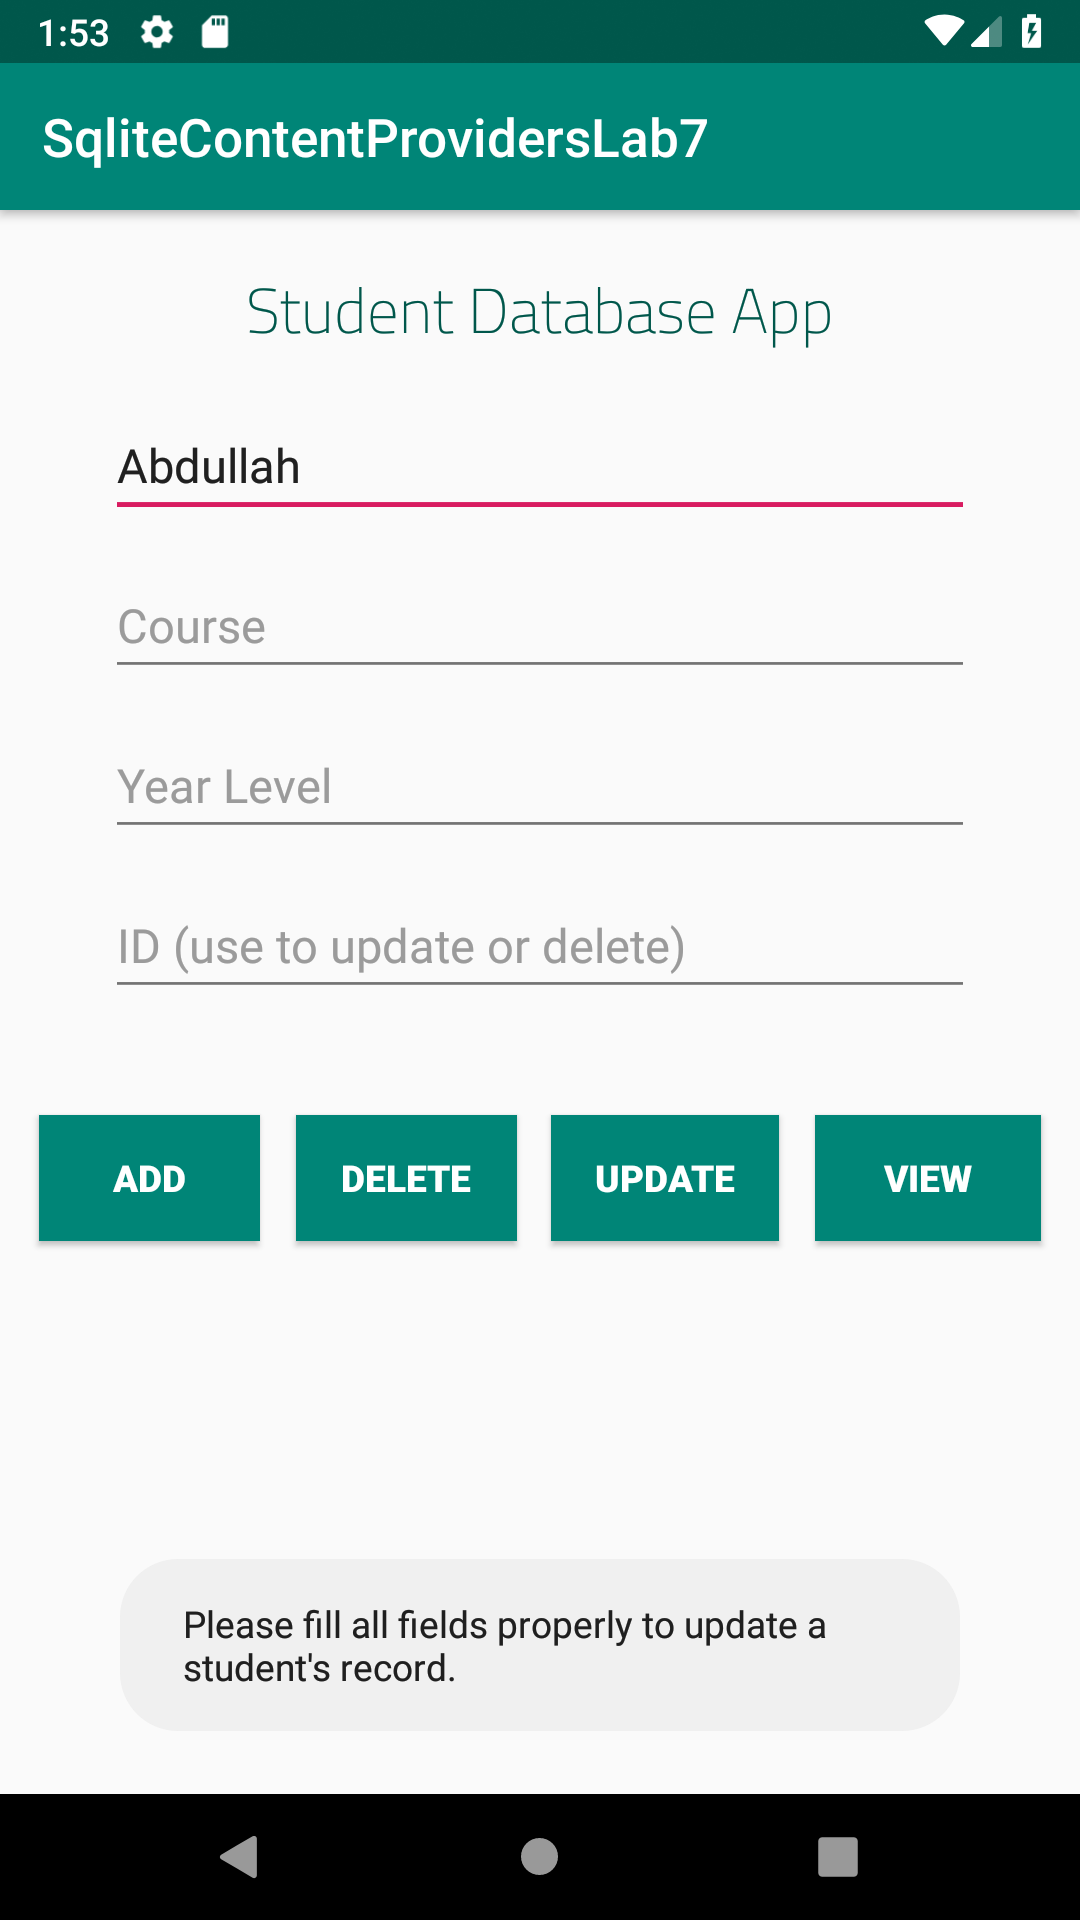 1:53
SqliteContentProvidersLab7
Student Database App
Abdullah
Course
Year Level
ID (use to update or delete)
ADD DELETE UPDATE VIEW
Please fill all fields properly to update a
student's record.